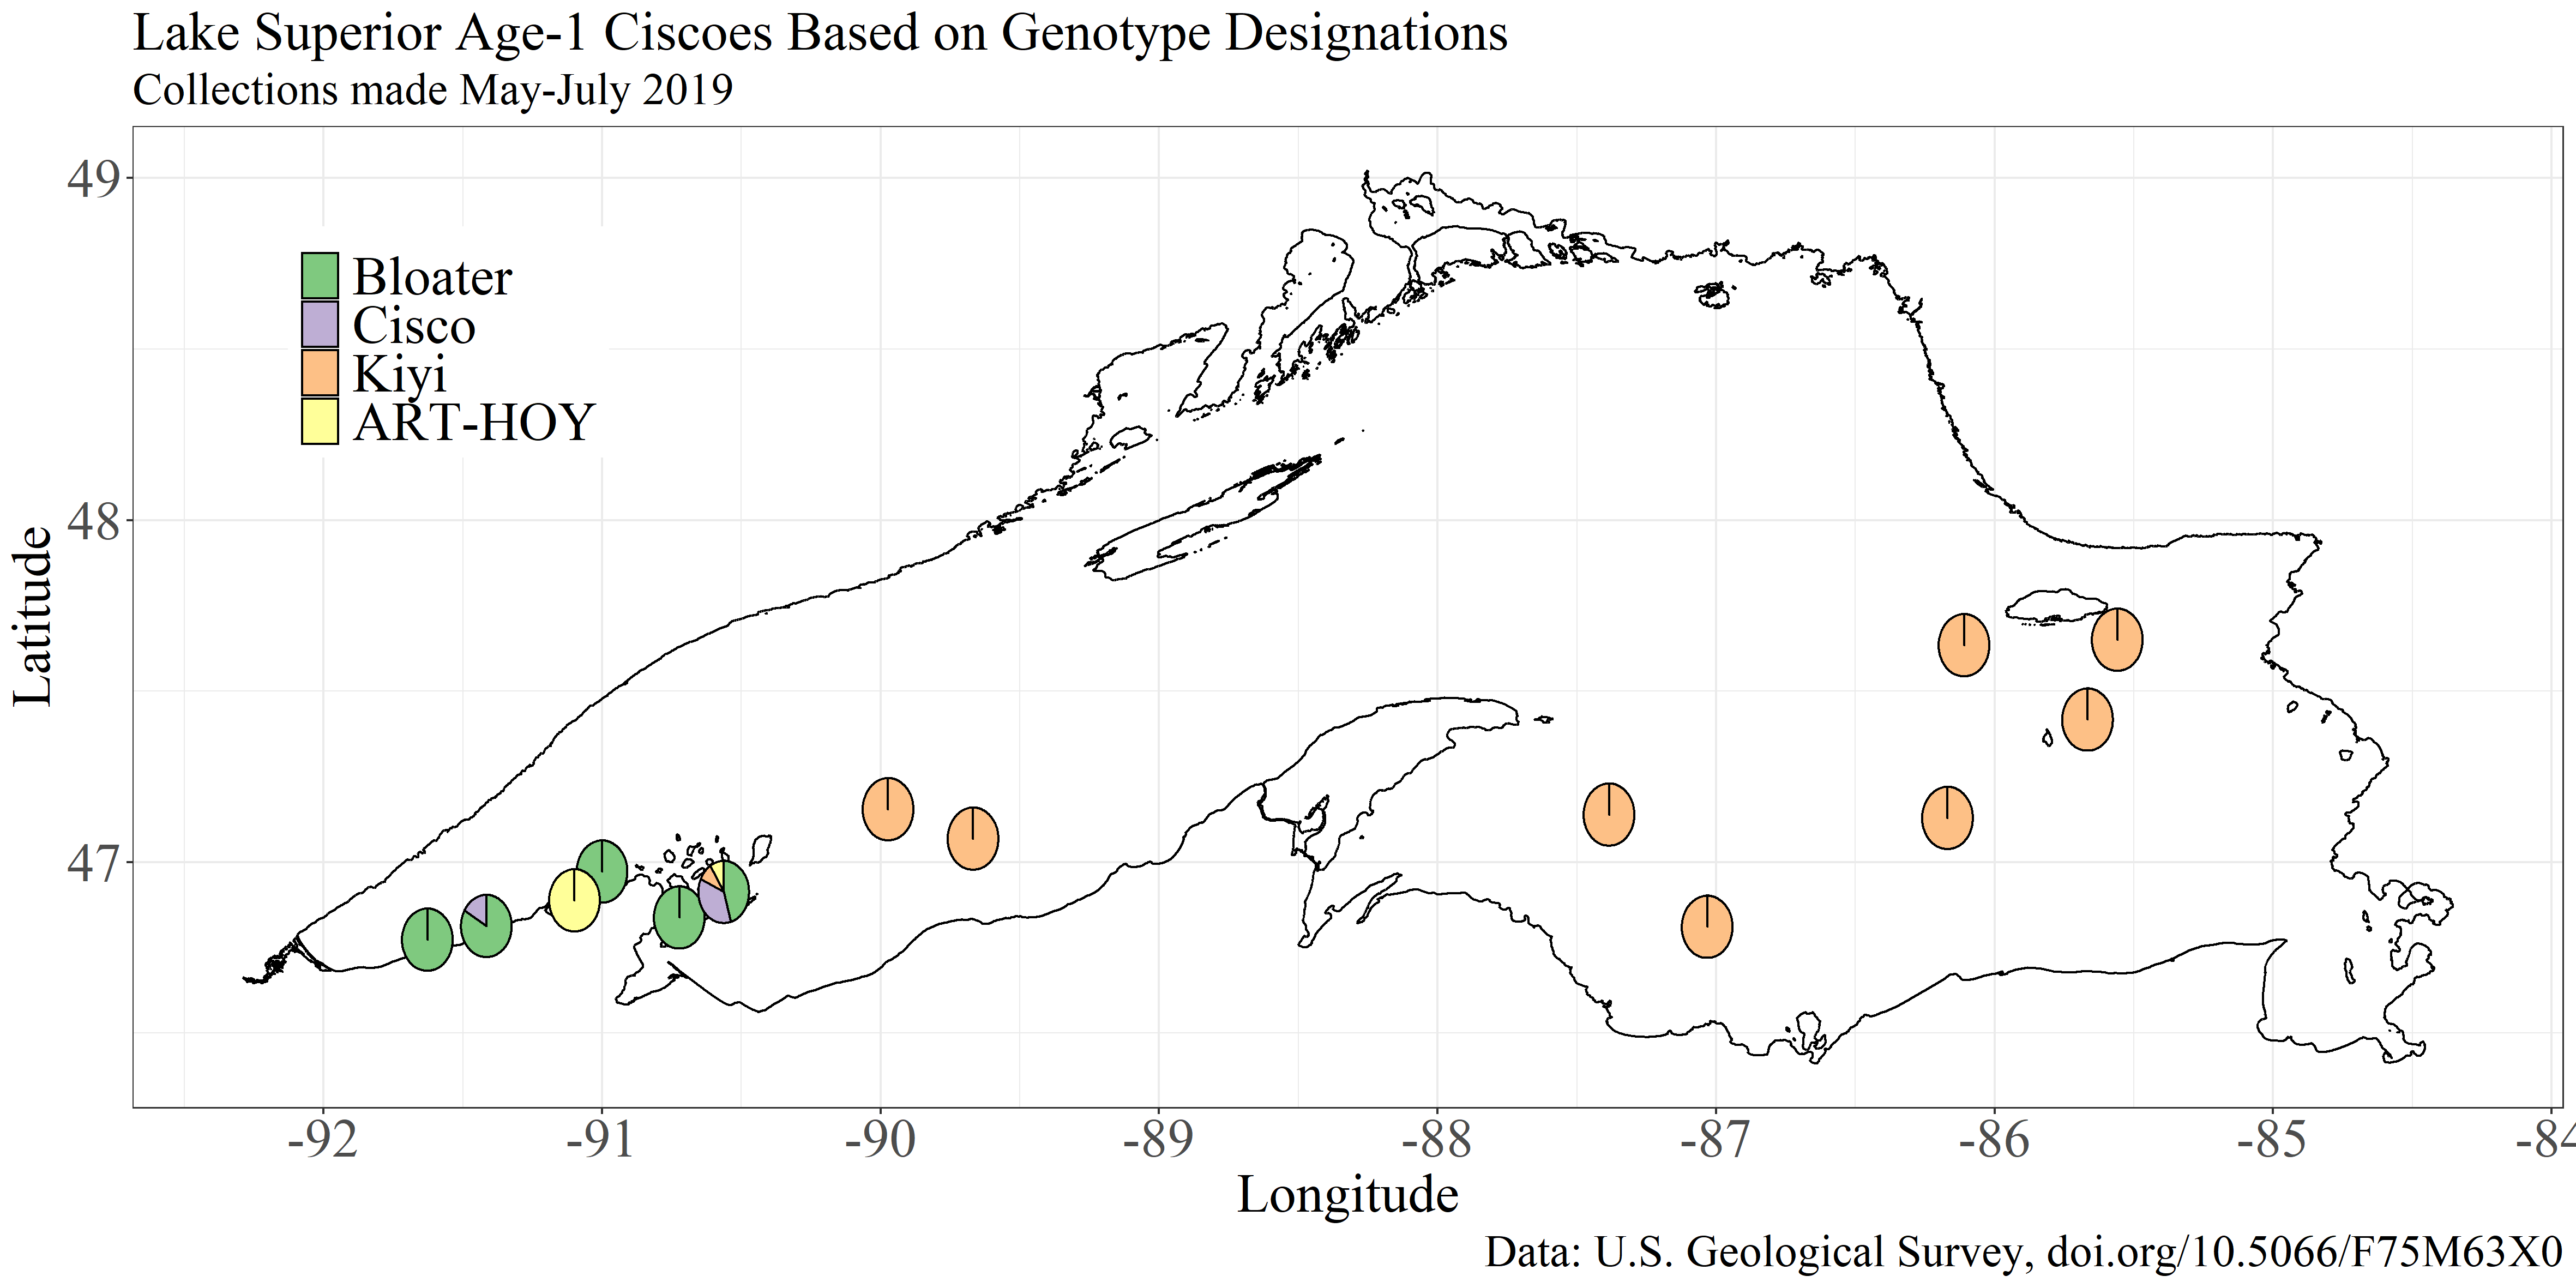 Lake Superior Age-1 Ciscoes Based on Genotype Designations
Collections made May-July 2019
49
48
47
Latitude
Bloater
Cisco
Kiyi
ART-HOY
-92 -91 -90 -89 -88 -87 -86 -85 -84
Longitude
Data: U.S. Geological Survey, doi.org/10.5066/F75M63X0